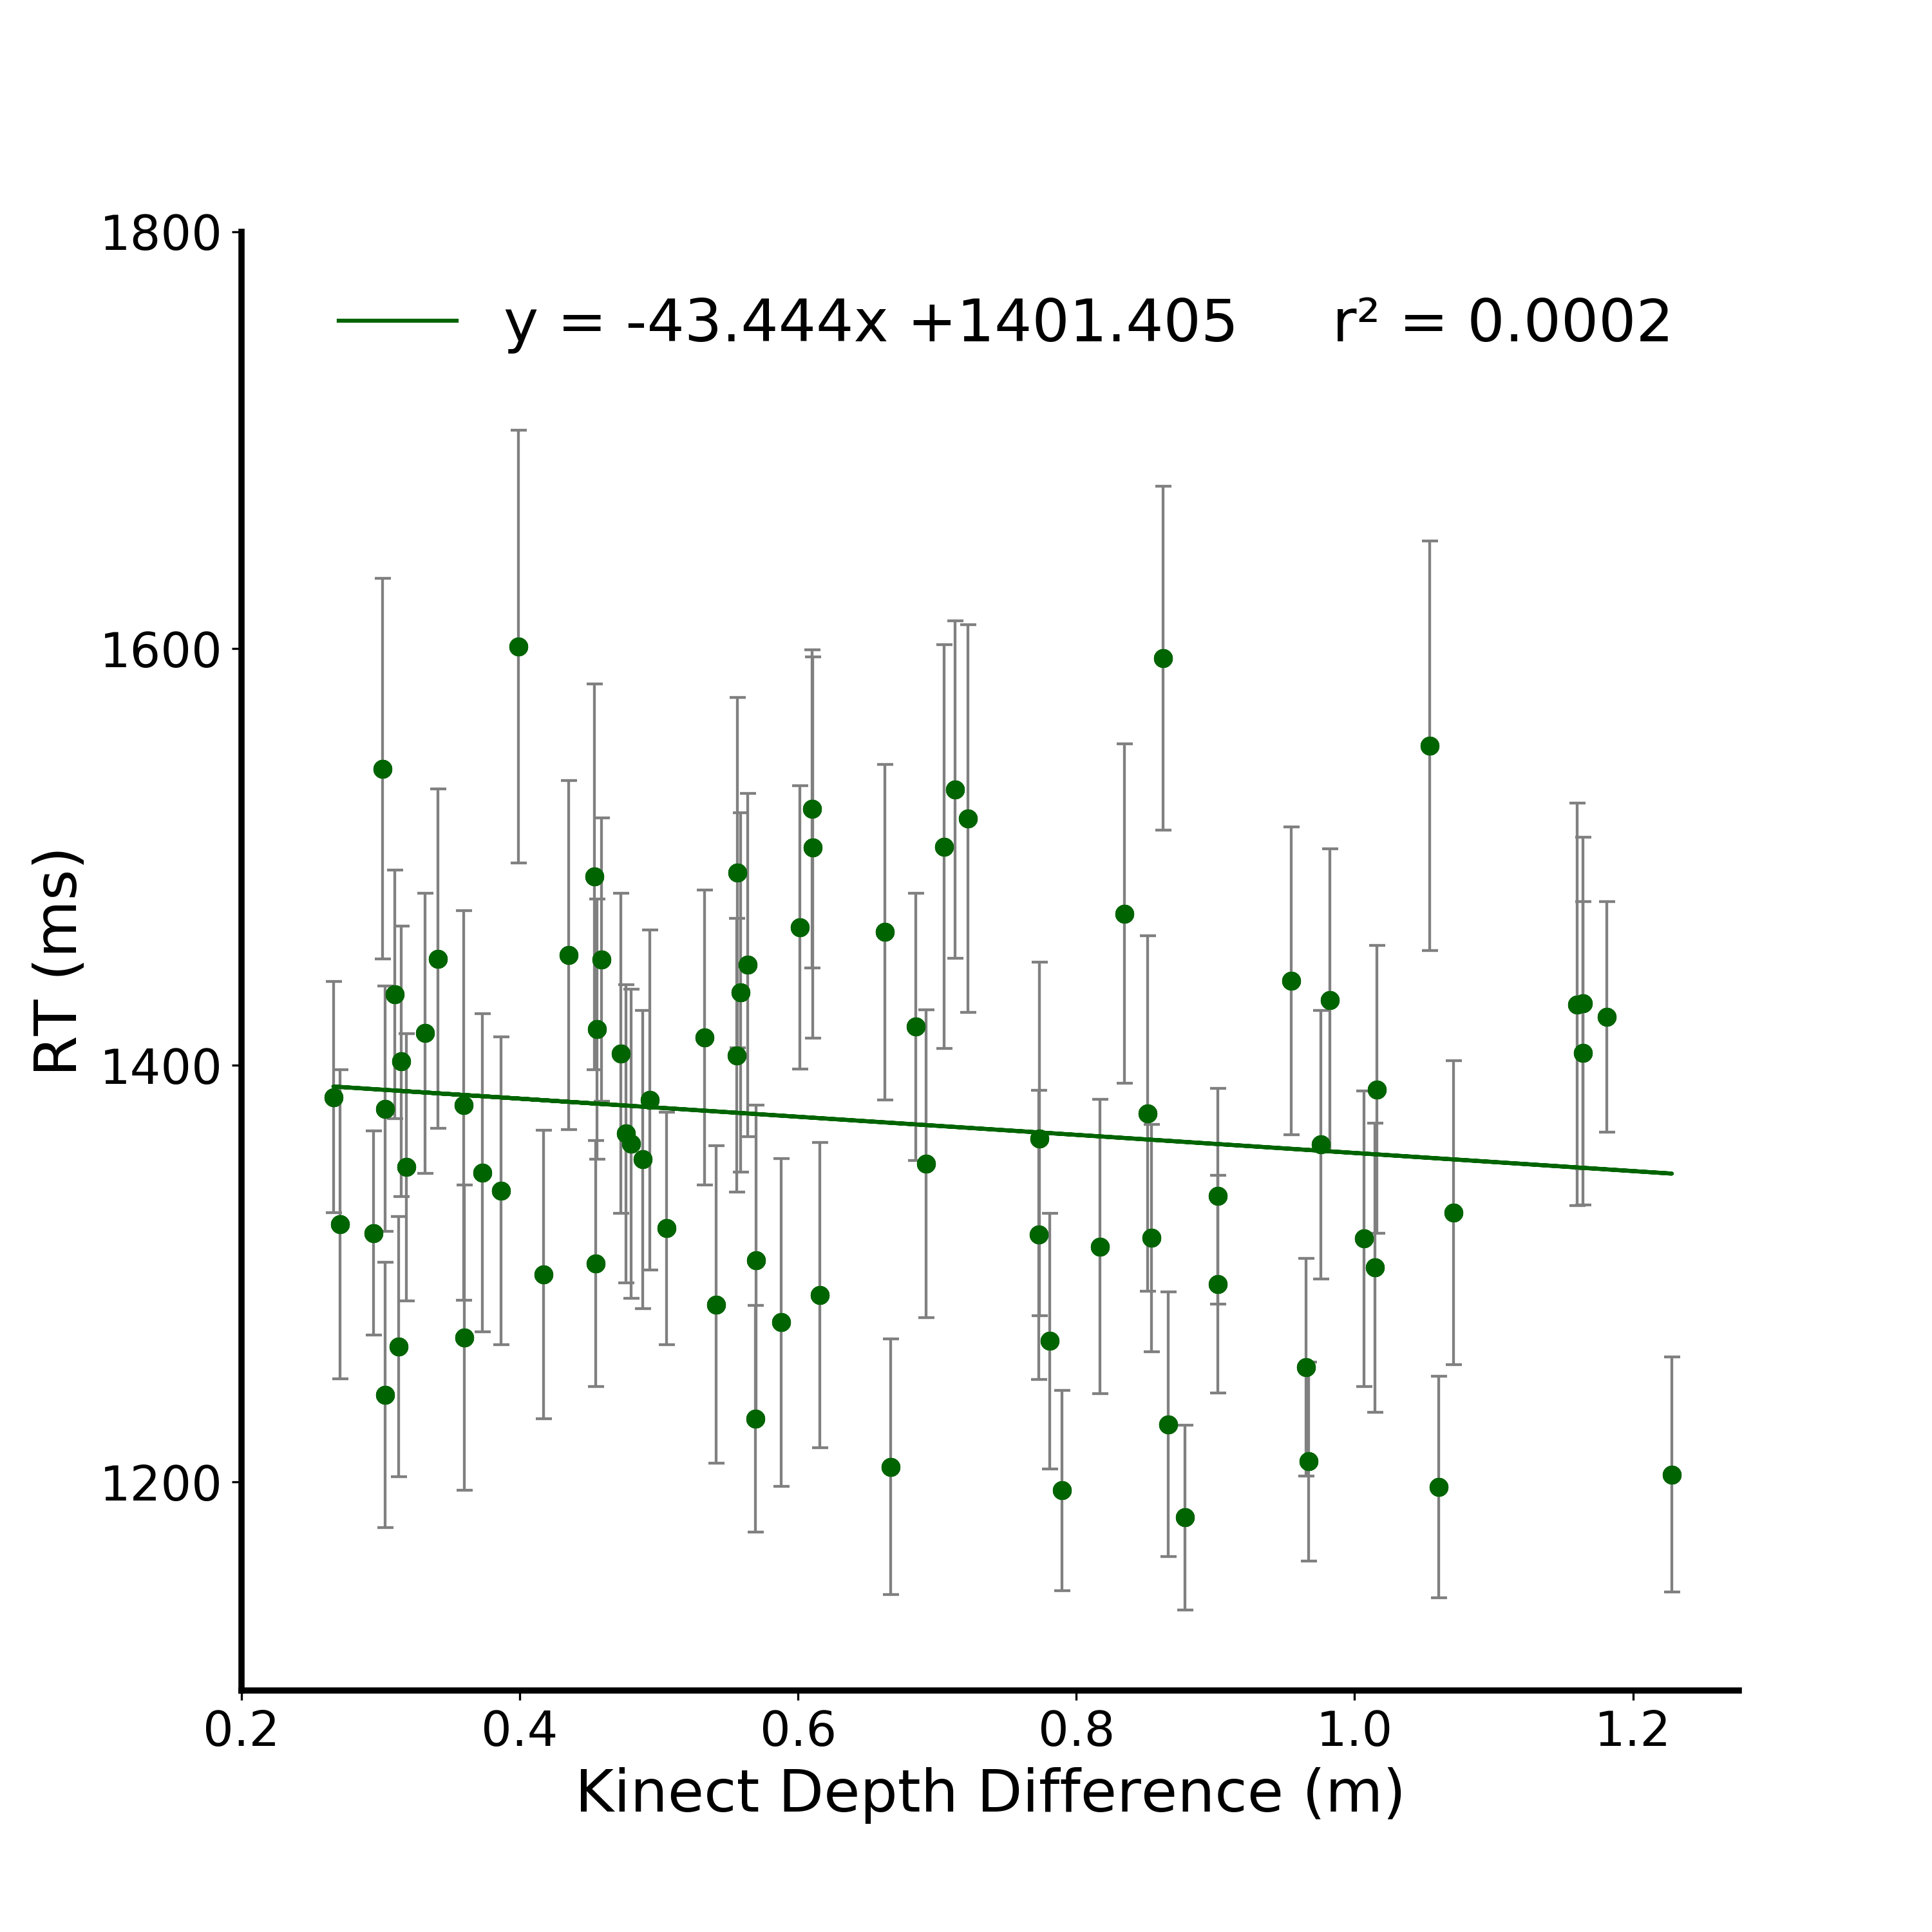 1800
y = -43.444x +1401.405 r² = 0.0002
1600
1400
1200
RT (ms)
0.2 0.4 0.6 0.8 1.0 1.2
Kinect Depth Difference (m)